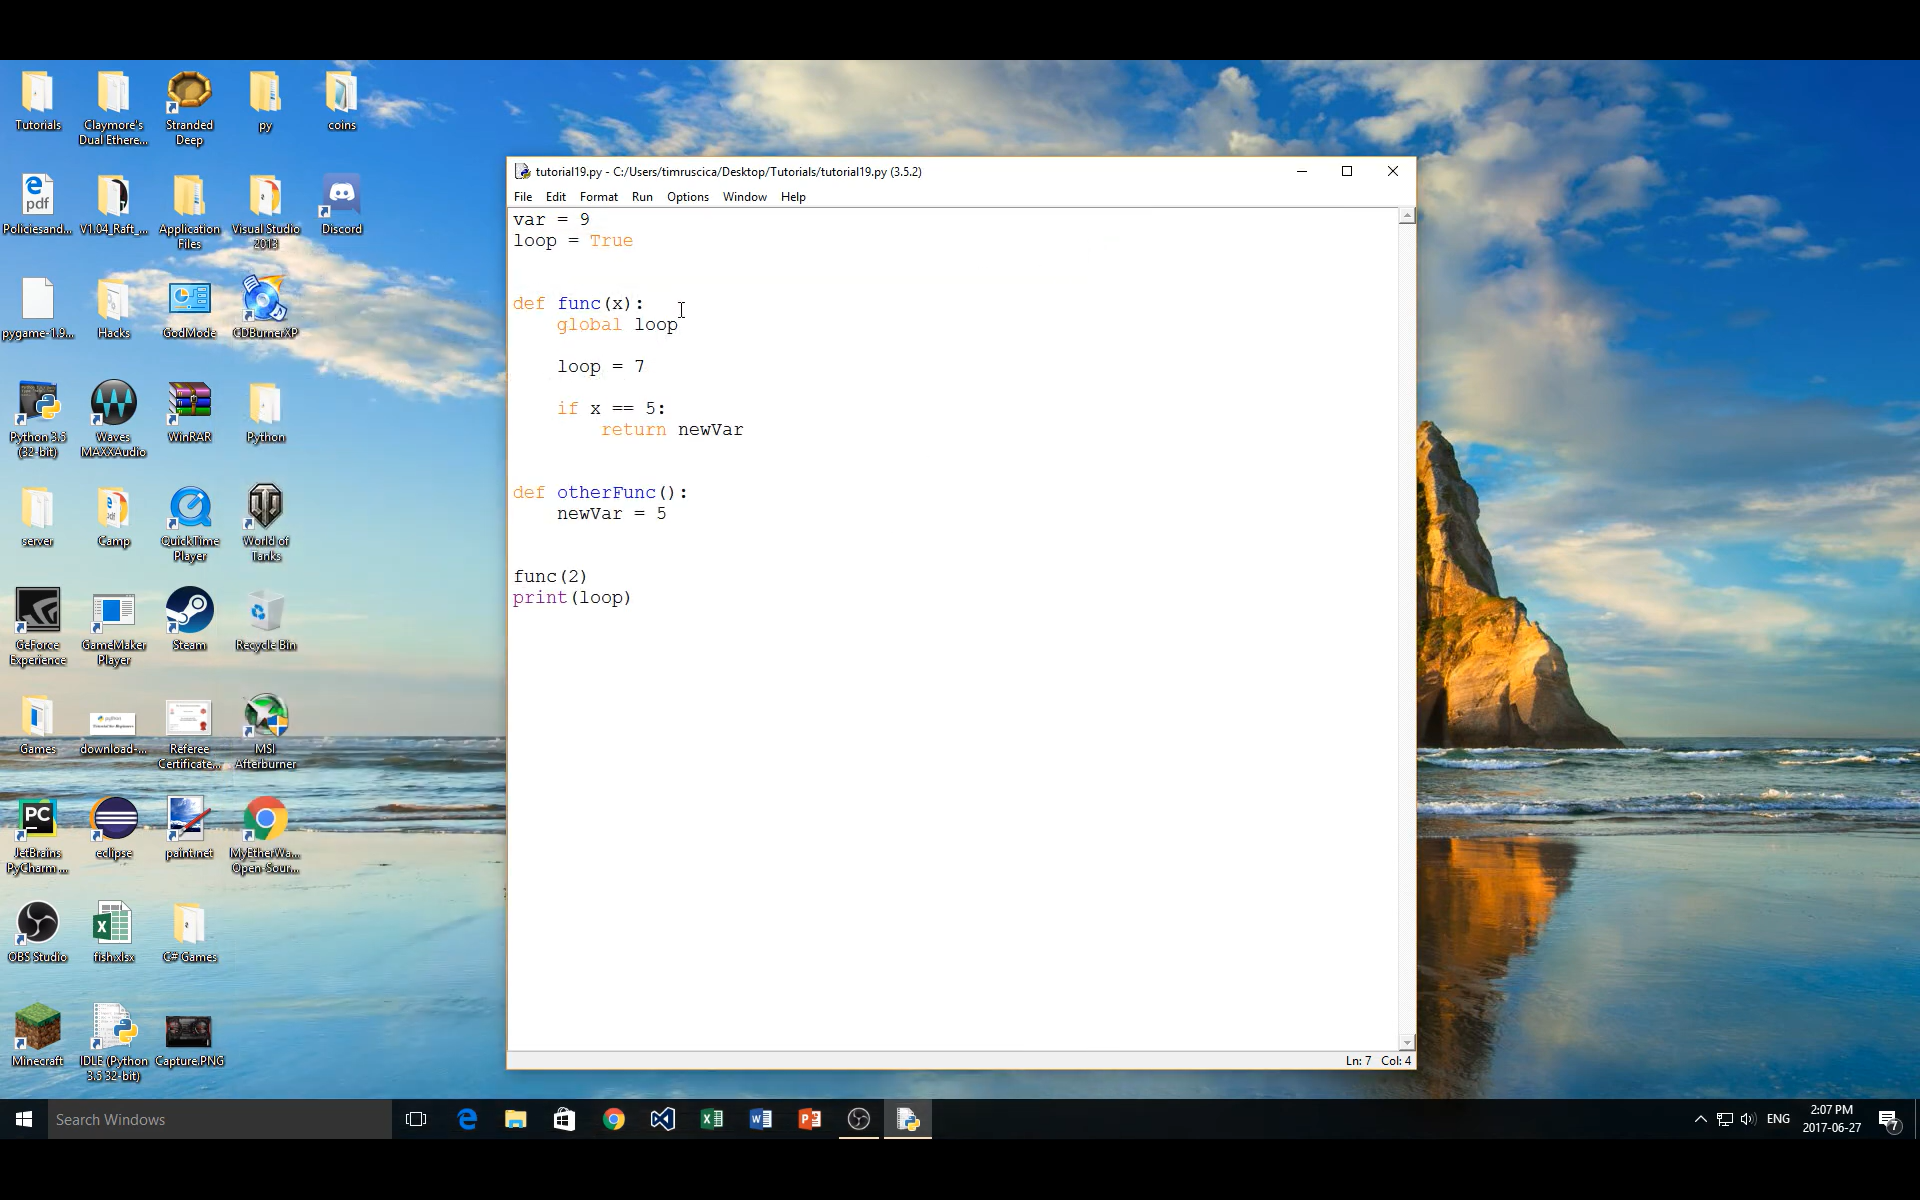 Tutorials
Claymore's
Dual Ethere...
Stranded
Deep
py
coins
Policiesand...
V1.04_Raft_...
Application
Files
Visual Studio
2013
Discord
pygame-1.9...
Hacks
GodMode
CDBurnerXP
Python 3.5
(32-bit)
Waves
MAXXAudio
WinRAR
Python
server
Camp
QuickTime
Player
World of
Tanks
GeForce
Experience
GameMaker
Player
Steam
Recycle Bin
Games
download-...
Referee
Certificate...
MSI
Afterburner
JetBrains
PyCharm ...
eclipse
paint.net
MyEtherWa...
Open-Sour...
OBS Studio
fish.xlsx
C# Games
Minecraft
IDLE (Python
3.5 32-bit)
Capture.PNG
tutorial19.py - C:/Users/timruscica/Desktop/Tutorials/tutorial19.py (3.5.2)
File Edit Format Run Options Window Help
var = 9
loop = True
def func(x):
global loop
loop = 7
if x == 5:
return newVar
def otherFunc():
newVar = 5
func(2)
print(loop)
Ln: 7 Col: 4
Search Windows
ENG
2:07 PM
2017-06-27
7